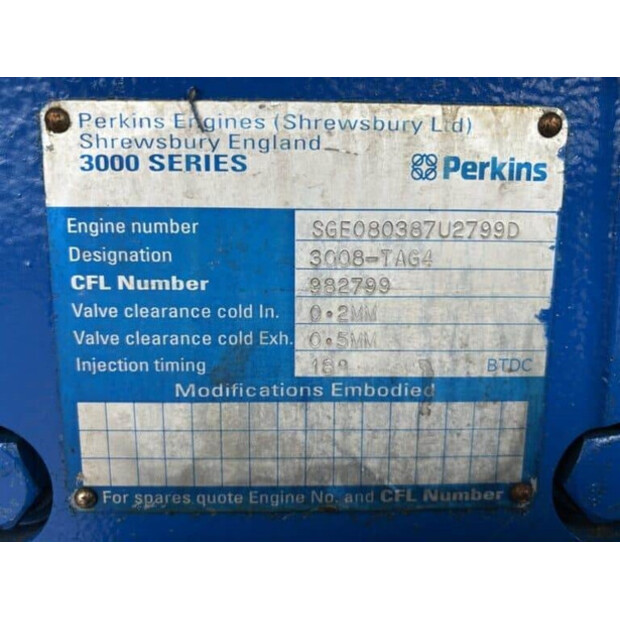 Perkins Engines (Shrewsbury Ltd)
Shrewsbury England
3000 SERIES
Perkins
Engine number SGE080387U2799D
Designation 3008-TAG4
CFL Number 982799
Valve clearance cold In. 0.2MM
Valve clearance cold Exh. 0.5MM
Injection timing 18° BTDC
Modifications Embodied
For spares quote Engine No. and CFL Number